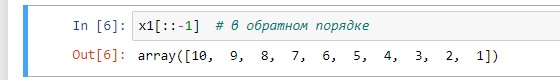 In [6]: x1[::-1]  # в обратном порядке
Out[6]: array([10,  9,  8,  7,  6,  5,  4,  3,  2,  1])